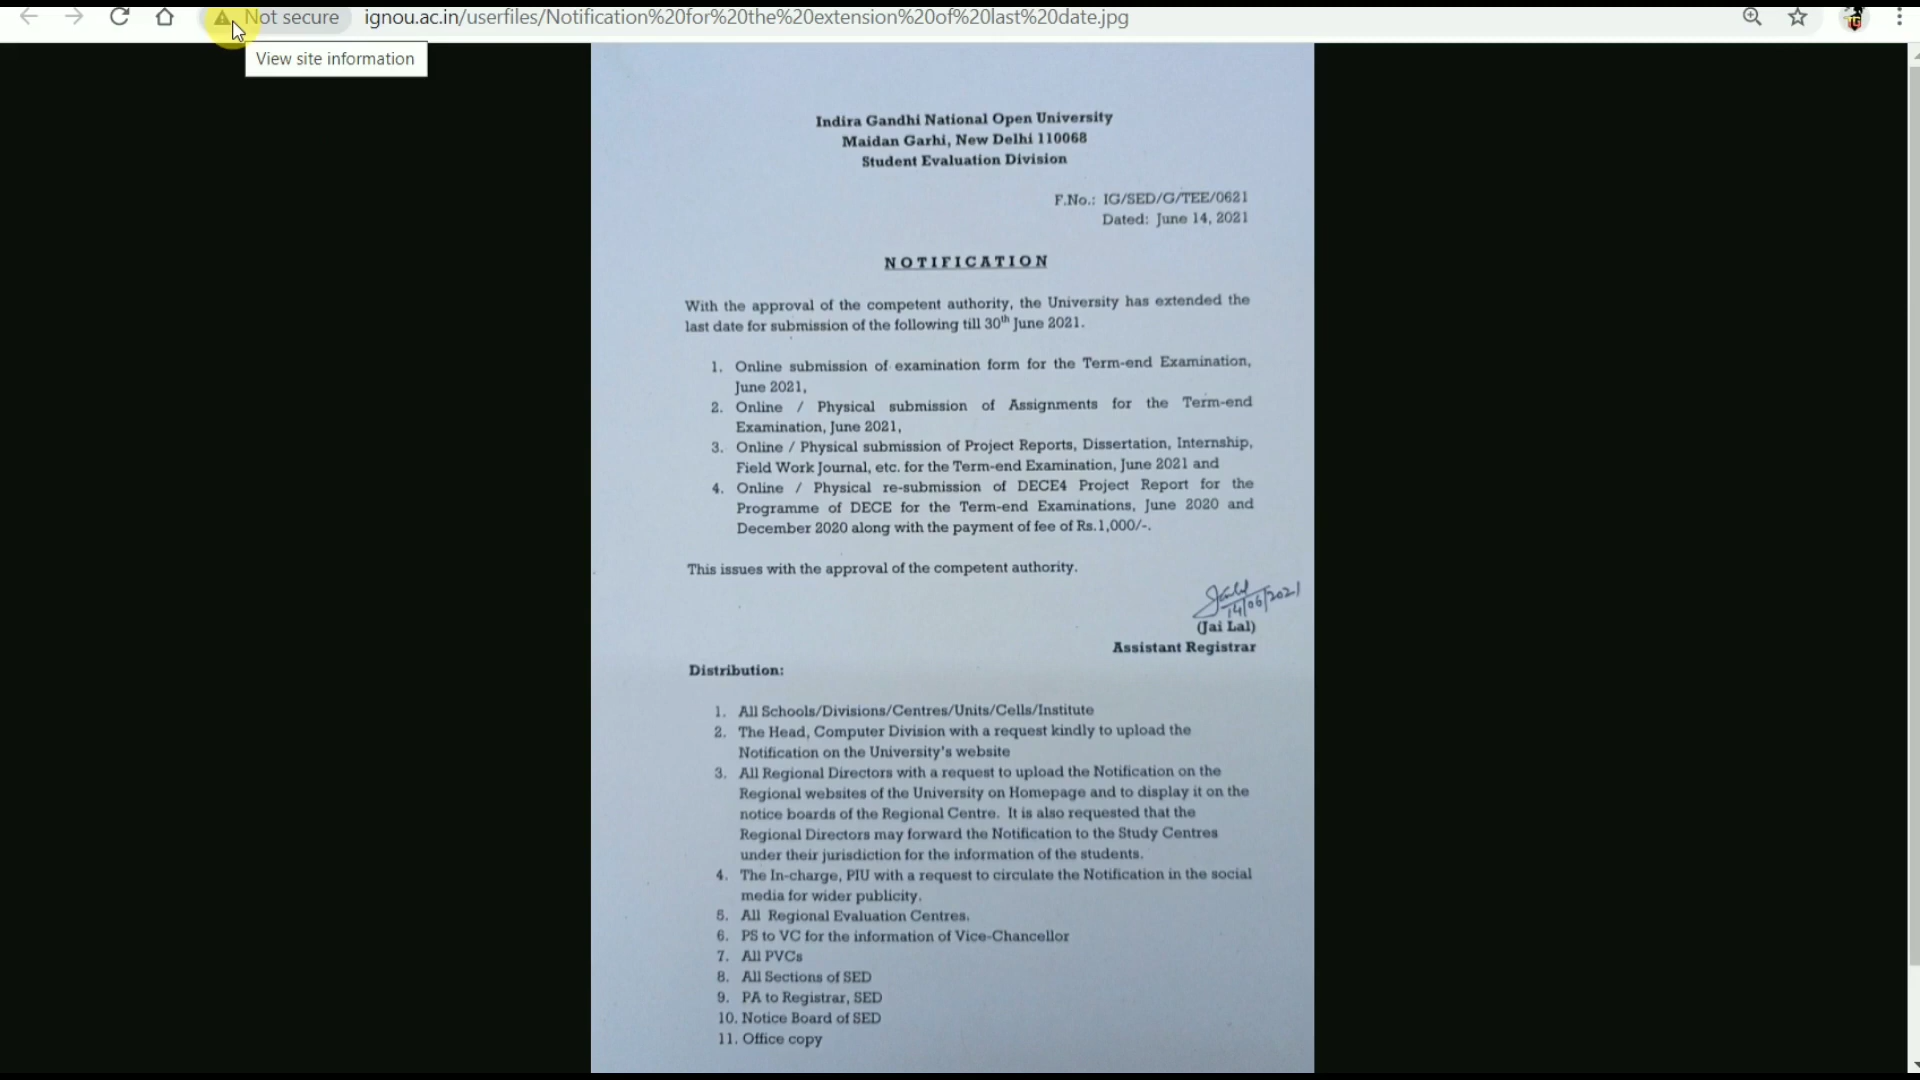 Not secure ignou.ac.in/userfiles/Notification%20for%20the%20extension%20of%20last%20date.jpg
View site information
Indira Gandhi National Open University
Maidan Garhi, New Delhi 110068
Student Evaluation Division
F.No.: IG/SED/G/TEE/0621
Dated: June 14, 2021
NOTIFICATION
With the approval of the competent authority, the University has extended the
last date for submission of the following till 30th June 2021.
1. Online submission of examination form for the Term-end Examination,
June 2021,
2. Online / Physical submission of Assignments for the Term-end
Examination, June 2021,
3. Online / Physical submission of Project Reports, Dissertation, Internship,
Field Work Journal, etc. for the Term-end Examination, June 2021 and
4. Online / Physical re-submission of DECE4 Project Report for the
Programme of DECE for the Term-end Examinations, June 2020 and
December 2020 along with the payment of fee of Rs.1,000/-.
This issues with the approval of the competent authority.
14/06/2021
(Jai Lal)
Assistant Registrar
Distribution:
1. All Schools/Divisions/Centres/Units/Cells/Institute
2. The Head, Computer Division with a request kindly to upload the
Notification on the University's website
3. All Regional Directors with a request to upload the Notification on the
Regional websites of the University on Homepage and to display it on the
notice boards of the Regional Centre. It is also requested that the
Regional Directors may forward the Notification to the Study Centres
under their jurisdiction for the information of the students.
4. The In-charge, PIU with a request to circulate the Notification in the social
media for wider publicity.
5. All Regional Evaluation Centres.
6. PS to VC for the information of Vice-Chancellor
7. All PVCs
8. All Sections of SED
9. PA to Registrar, SED
10. Notice Board of SED
11. Office copy